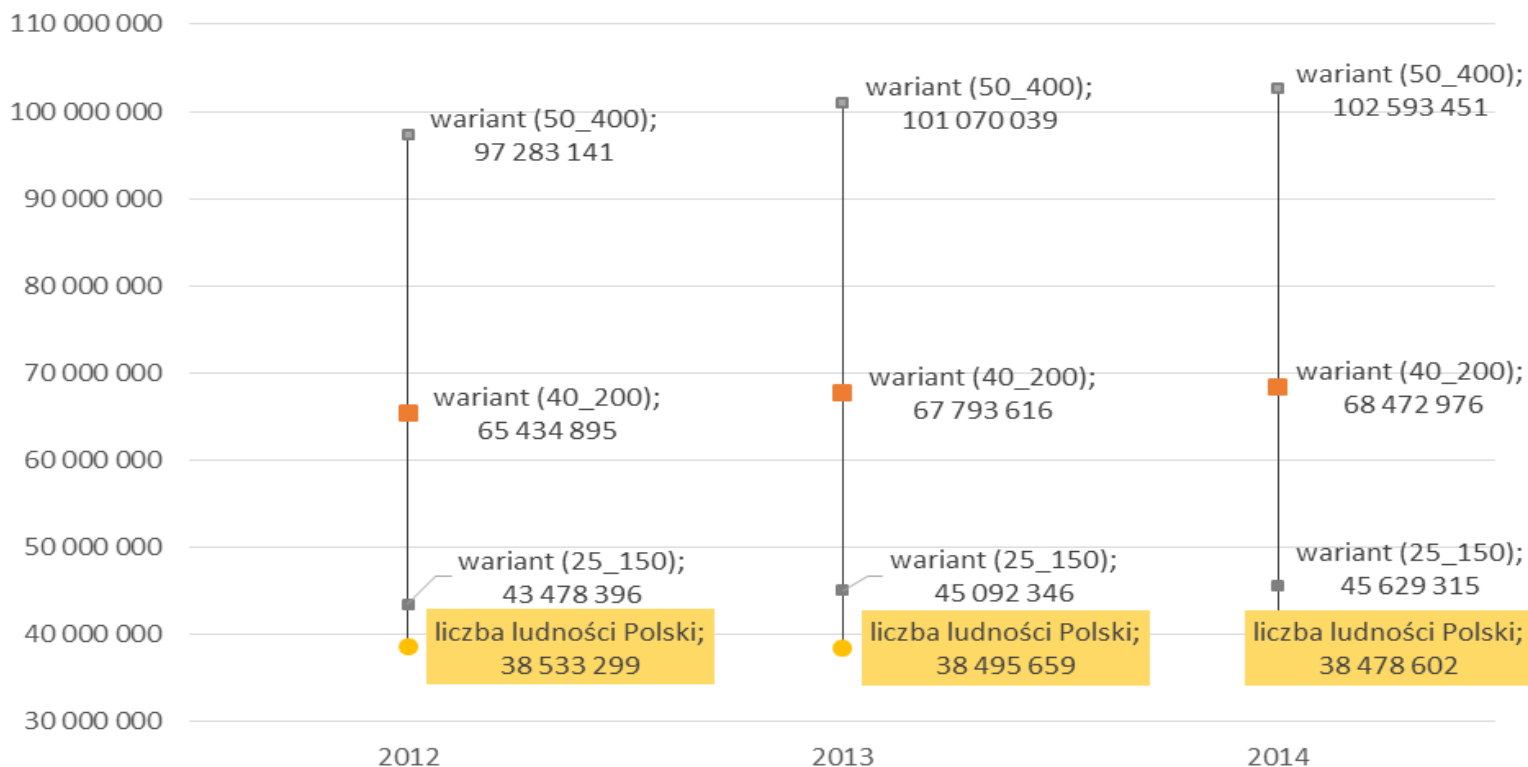 110 000 000
100 000 000
90 000 000
80 000 000
70 000 000
60 000 000
50 000 000
40 000 000
30 000 000
wariant (50_400);
97 283 141
wariant (40_200);
65 434 895
wariant (25_150);
43 478 396
liczba ludności Polski;
38 533 299
wariant (50_400);
101 070 039
wariant (40_200);
67 793 616
wariant (25_150);
45 092 346
liczba ludności Polski;
38 495 659
wariant (50_400);
102 593 451
wariant (40_200);
68 472 976
wariant (25_150);
45 629 315
liczba ludności Polski;
38 478 602
2012
2013
2014